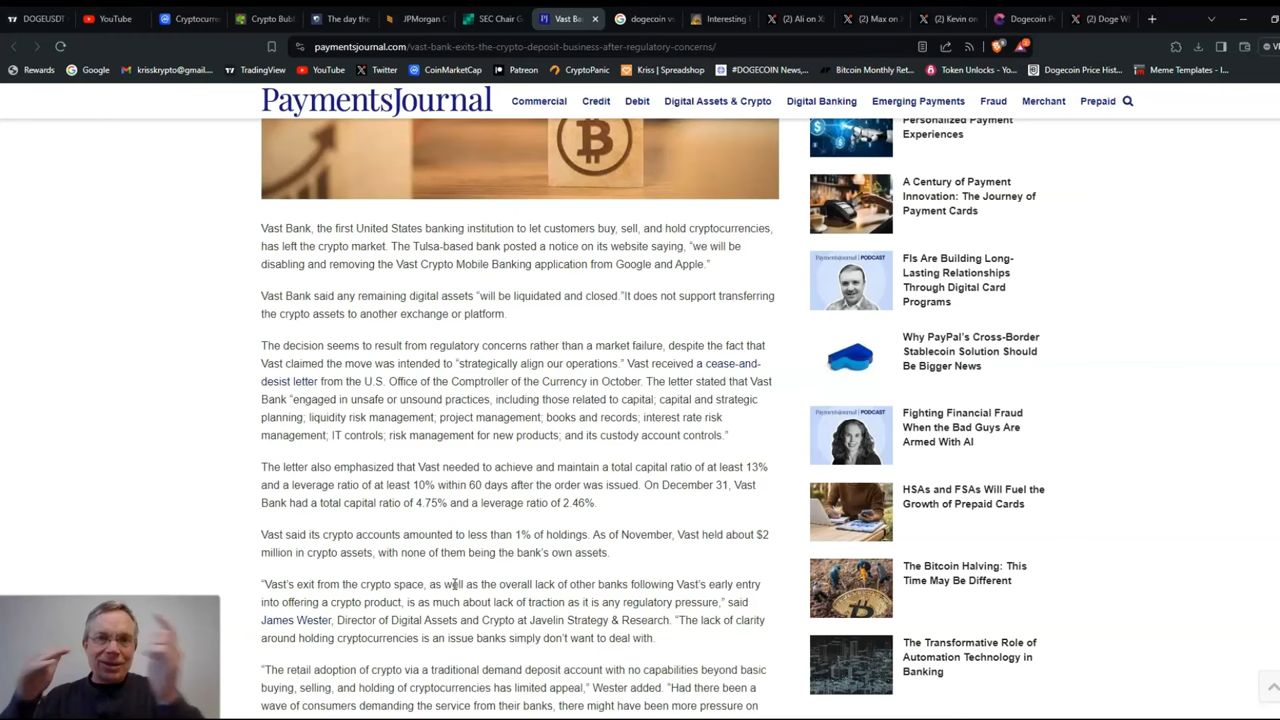 DOGEUSDT
YouTube
Cryptocurre
Crypto Bub
The day the
JPMorgan C
SEC Chair G
Vast Ban
dogecoin vs
Interesting
(Ali on X
(Max on
Kevin on
Dogecoin P
Doge W
paymentsjournal.com/vast-bank-exits-the-crypto-deposit-business-after-regulatory-concerns/
Rewards
Google
krisskrypto@gmail....
TradingView
YouTube
Twitter
CoinMarketCap
Patreon
CryptoPanic
Kriss | Spreadshop
#DOGECOIN News,...
Bitcoin Monthly Ret...
Token Unlocks - Yo...
Dogecoin Price Hist...
Meme Templates - I...
PaymentsJournal
Commercial
Credit
Debit
Digital Assets & Crypto
Digital Banking
Emerging Payments
Fraud
Merchant
Prepaid
Vast Bank, the first United States banking institution to let customers buy, sell, and hold cryptocurrencies,
has left the crypto market. The Tulsa-based bank posted a notice on its website saying, “we will be
disabling and removing the Vast Crypto Mobile Banking application from Google and Apple.”
Vast Bank said any remaining digital assets “will be liquidated and closed.”It does not support transferring
the crypto assets to another exchange or platform.
The decision seems to result from regulatory concerns rather than a market failure, despite the fact that
Vast claimed the move was intended to “strategically align our operations.” Vast received a cease-and-
desist letter from the U.S. Office of the Comptroller of the Currency in October. The letter stated that Vast
Bank “engaged in unsafe or unsound practices, including those related to capital; capital and strategic
planning; liquidity risk management; project management; books and records; interest rate risk
management; IT controls; risk management for new products; and its custody account controls.”
The letter also emphasized that Vast needed to achieve and maintain a total capital ratio of at least 13%
and a leverage ratio of at least 10% within 60 days after the order was issued. On December 31, Vast
Bank had a total capital ratio of 4.75% and a leverage ratio of 2.46%.
Vast said its crypto accounts amounted to less than 1% of holdings. As of November, Vast held about $2
million in crypto assets, with none of them being the bank’s own assets.
“Vast’s exit from the crypto space, as well as the overall lack of other banks following Vast’s early entry
into offering a crypto product, is as much about lack of traction as it is any regulatory pressure,” said
James Wester, Director of Digital Assets and Crypto at Javelin Strategy & Research. “The lack of clarity
around holding cryptocurrencies is an issue banks simply don’t want to deal with.
adoption of crypto via a traditional demand deposit account with no capabilities beyond basic
buying, selling, and holding of cryptocurrencies has limited appeal,” Wester added. “Had there been a
wave of consumers demanding the service from their banks, there might have been more pressure on
Personalized Payment
Experiences
A Century of Payment
Innovation: The Journey of
Payment Cards
PaymentsJournal | PODCAST
FIs Are Building Long-
Lasting Relationships
Through Digital Card
Programs
Why PayPal’s Cross-Border
Stablecoin Solution Should
Be Bigger News
PaymentsJournal | PODCAST
Fighting Financial Fraud
When the Bad Guys Are
Armed With AI
HSAs and FSAs Will Fuel the
Growth of Prepaid Cards
The Bitcoin Halving: This
Time May Be Different
The Transformative Role of
Automation Technology in
Banking